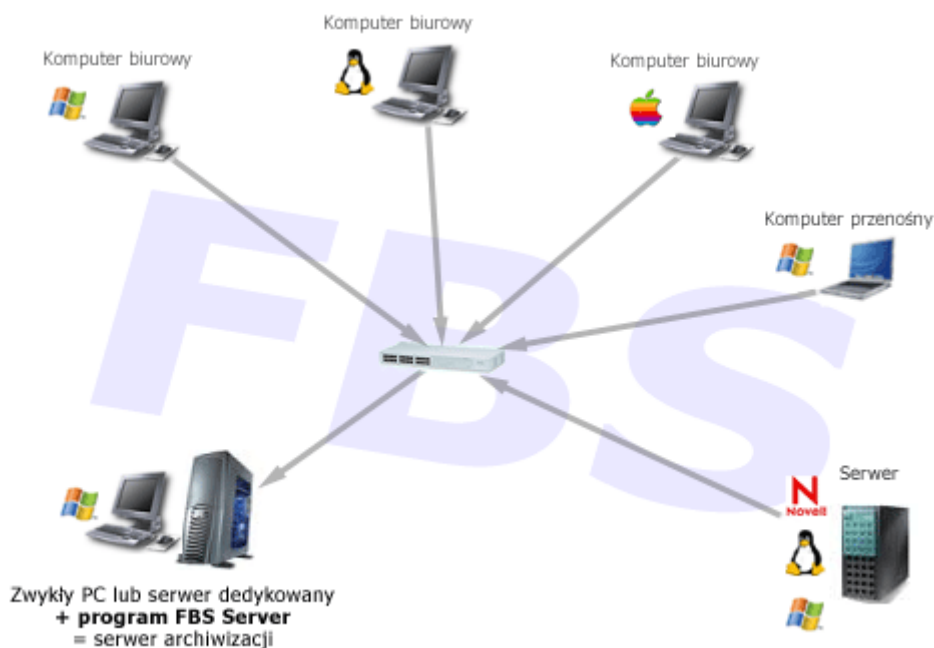 Komputer biurowy
Komputer biurowy
Komputer biurowy
Komputer przenośny
FBS
Serwer
N
Novell
Zwykły PC lub serwer dedykowany
+ program FBS Server
= serwer archiwizacji